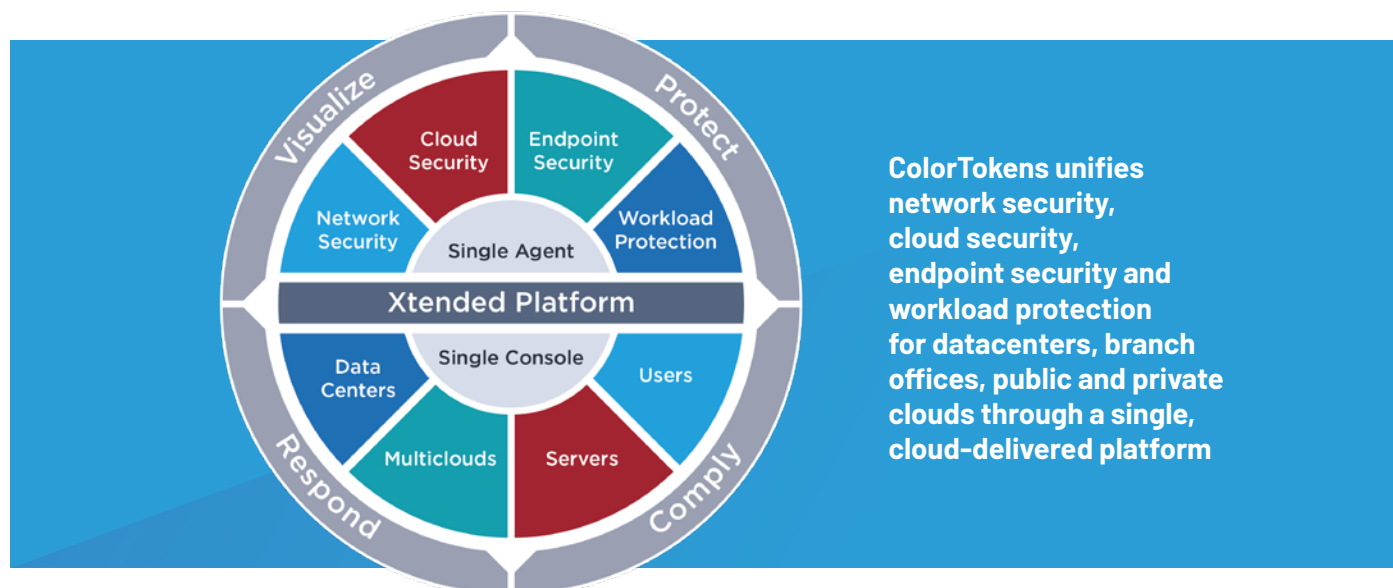 Visualize
Protect
Cloud
Security
Endpoint
Security
Network
Security
Workload
Protection
Single Agent
Xtended Platform
Single Console
Data
Centers
Users
Multiclouds
Servers
Respond
Comply
ColorTokens unifies
network security,
cloud security,
endpoint security and
workload protection
for datacenters, branch
offices, public and private
clouds through a single,
cloud-delivered platform